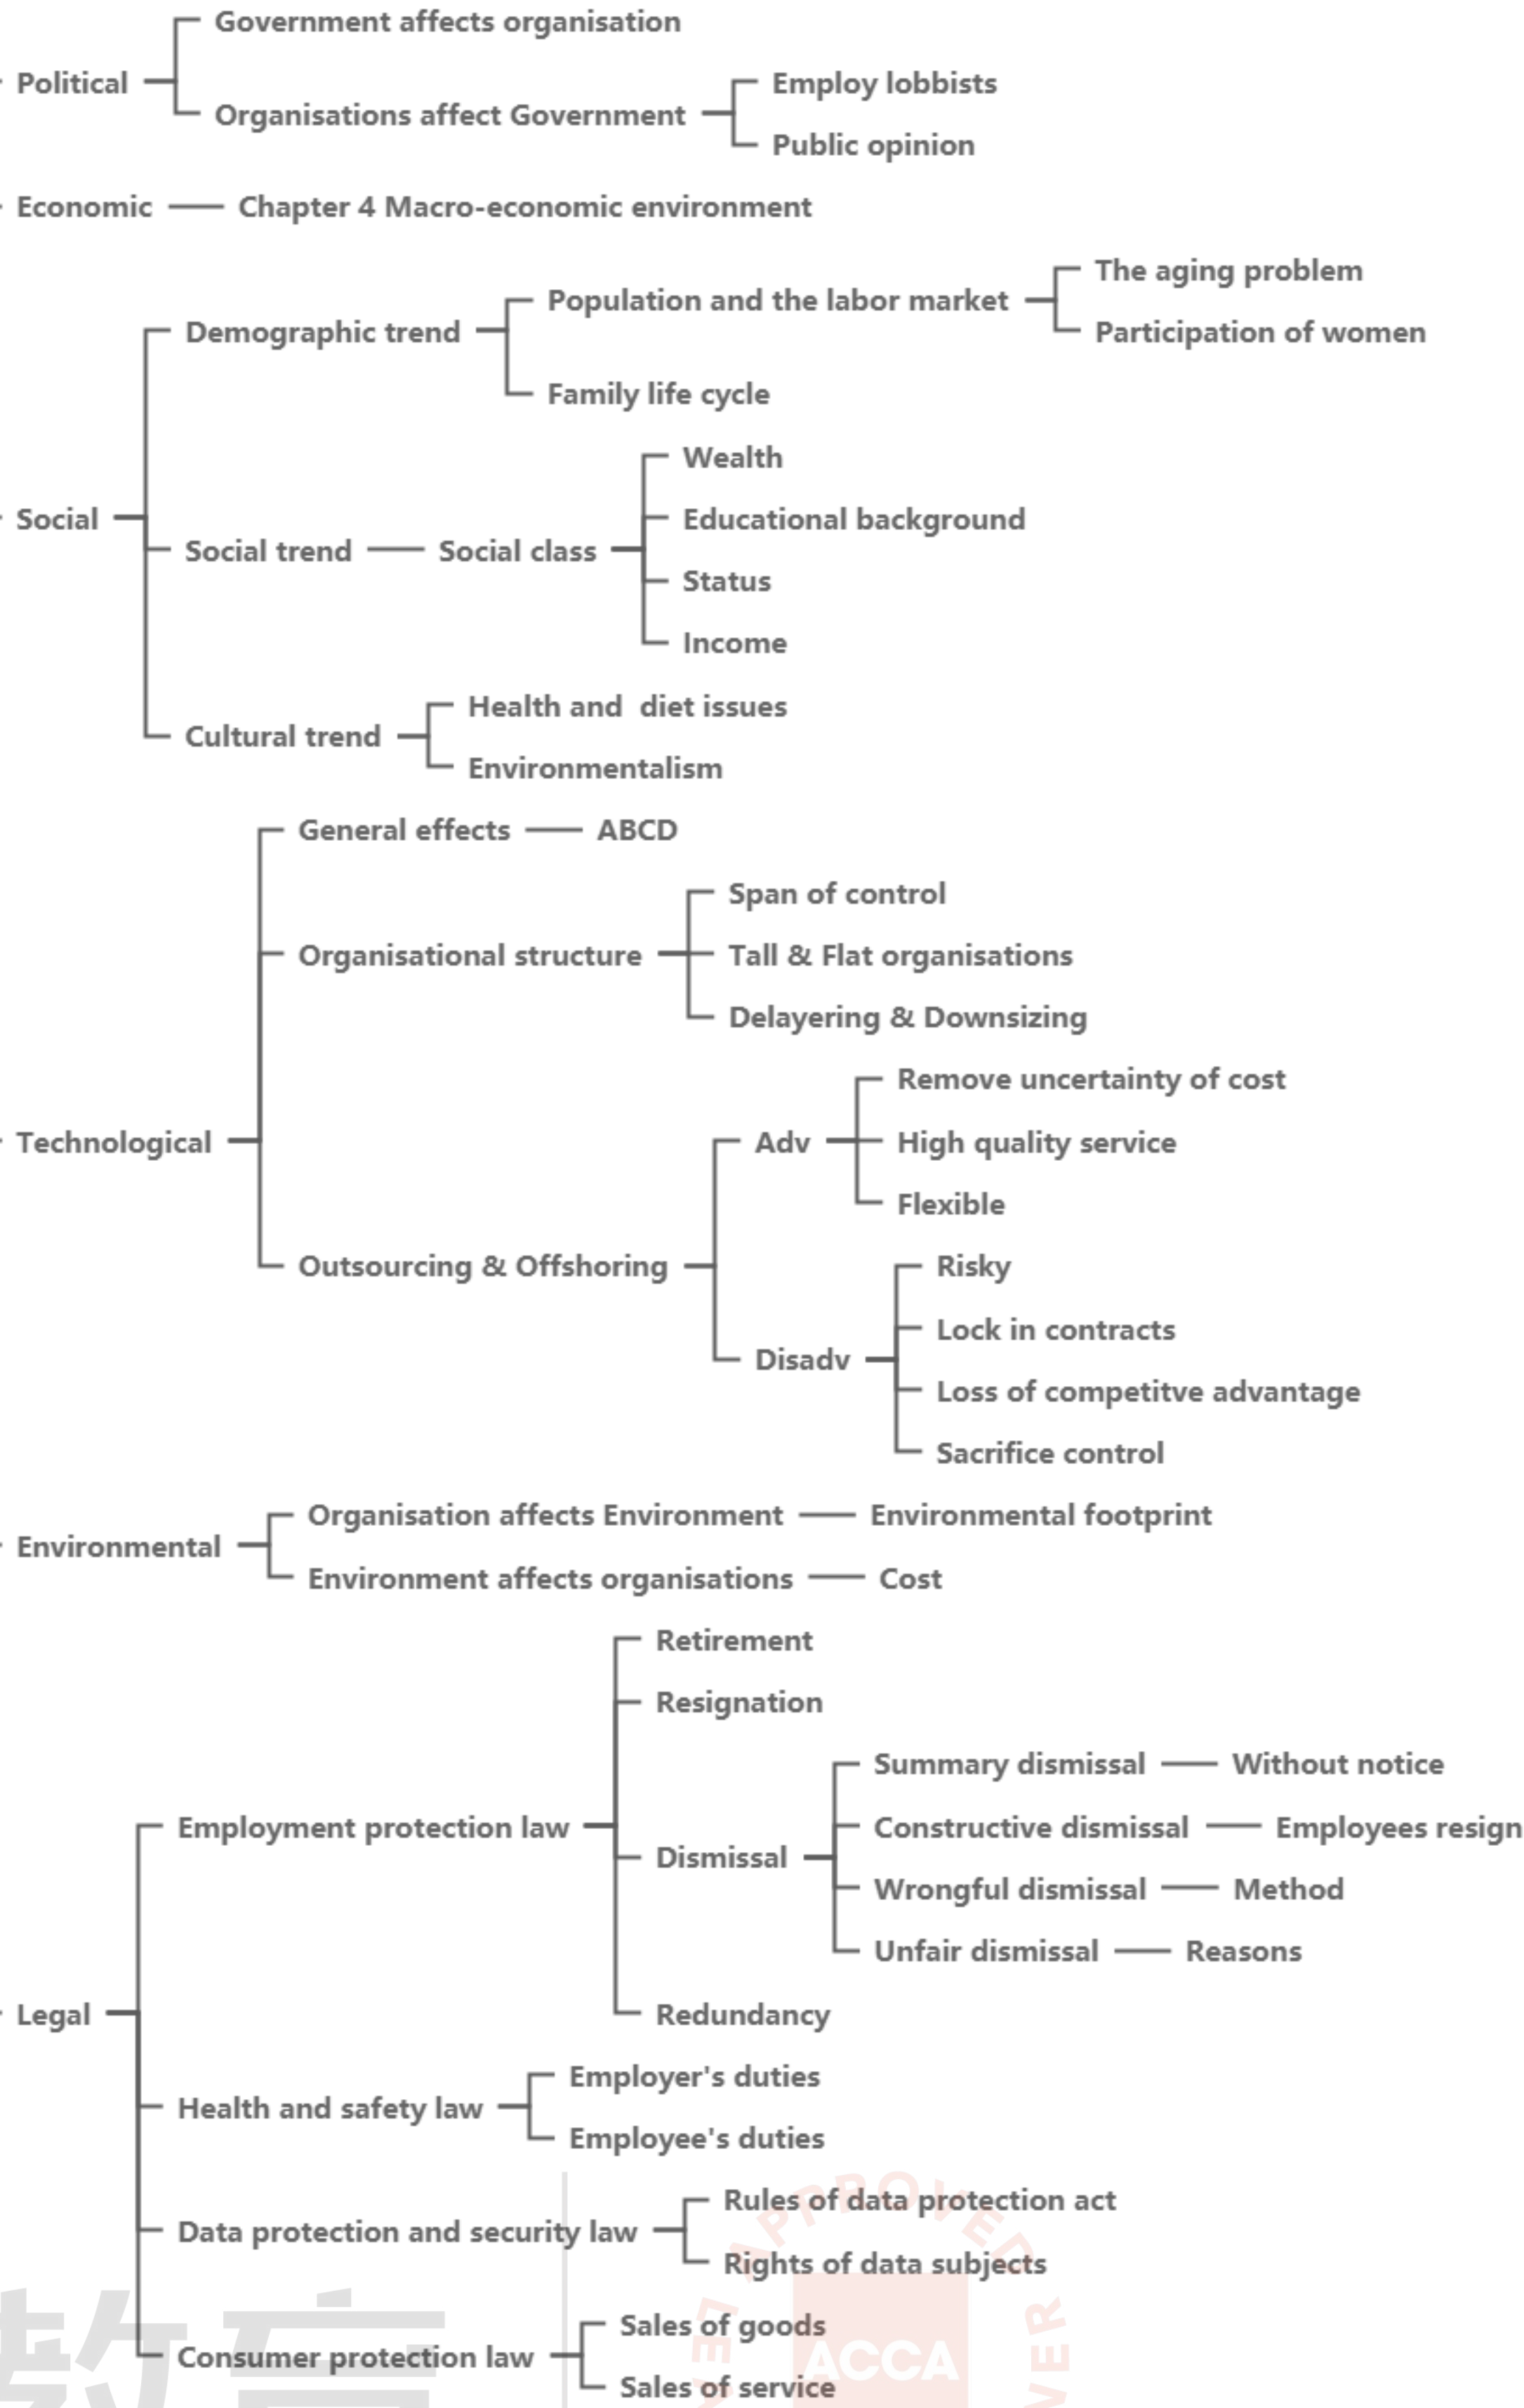 Government affects organisation
Political
Organisations affect Government
Employ lobbists
Public opinion
Economic
Chapter 4 Macro-economic environment
Social
Demographic trend
Population and the labor market
The aging problem
Participation of women
Family life cycle
Social trend
Social class
Wealth
Educational background
Status
Income
Cultural trend
Health and  diet issues
Environmentalism
Technological
General effects
ABCD
Organisational structure
Span of control
Tall & Flat organisations
Delayering & Downsizing
Outsourcing & Offshoring
Adv
Remove uncertainty of cost
High quality service
Flexible
Disadv
Risky
Lock in contracts
Loss of competitve advantage
Sacrifice control
Environmental
Organisation affects Environment
Environmental footprint
Environment affects organisations
Cost
Legal
Employment protection law
Retirement
Resignation
Dismissal
Summary dismissal
Without notice
Constructive dismissal
Employees resign
Wrongful dismissal
Method
Unfair dismissal
Reasons
Redundancy
Health and safety law
Employer's duties
Employee's duties
Data protection and security law
Rules of data protection act
Rights of data subjects
Consumer protection law
Sales of goods
Sales of service
教育
APPROVED
ACCA